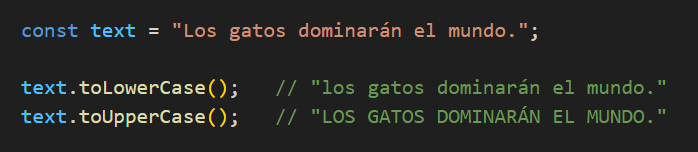 const text = "Los gatos dominarán el mundo.";
text.toLowerCase();   // "los gatos dominarán el mundo."
text.toUpperCase();   // "LOS GATOS DOMINARÁN EL MUNDO."